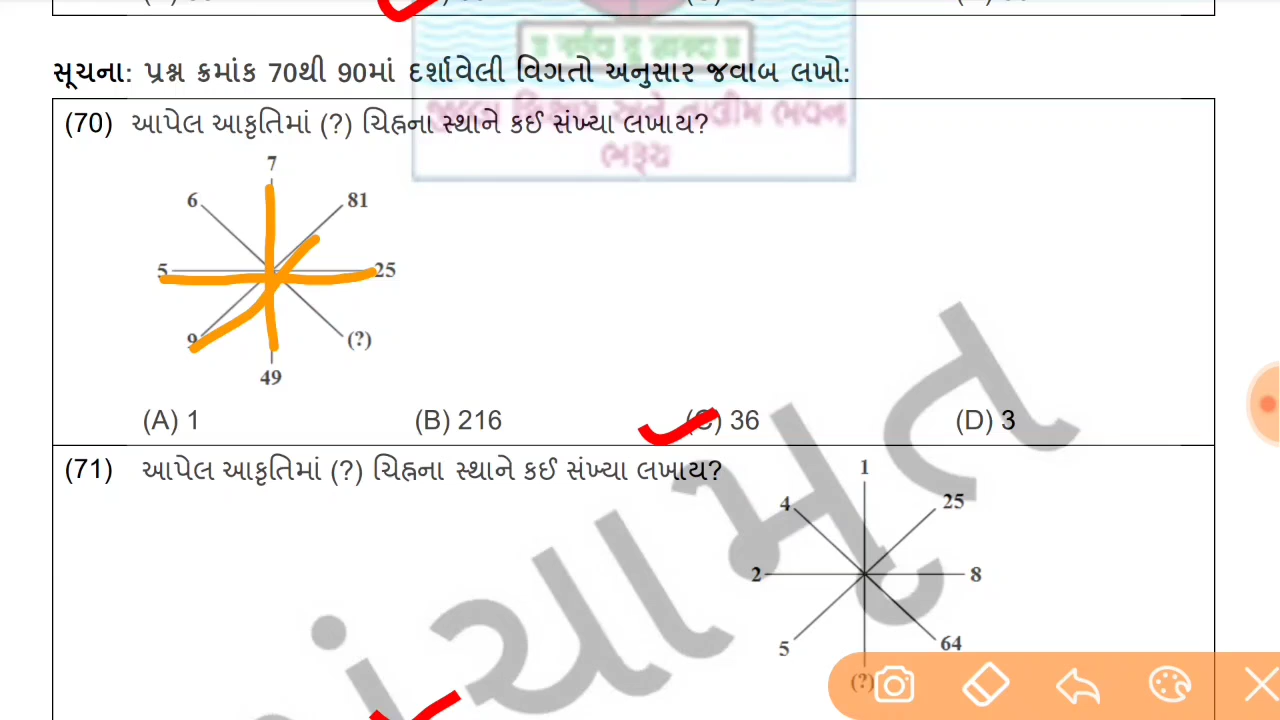 સૂચના: પ્રશ્ન ક્રમાંક 70થી 90માં દર્શાવેલી વિગતો અનુસાર જવાબ લખો:
ભરૂચ
(70) આપેલ આકૃતિમાં (?) ચિહ્નના સ્થાને કઈ સંખ્યા લખાય?
7
6 81
5 25
9 (?)
49
(A) 1 (B) 216 (C) 36 (D) 3
(71) આપેલ આકૃતિમાં (?) ચિહ્નના સ્થાને કઈ સંખ્યા લખાય?
1
4 25
2 8
5 64
(?)